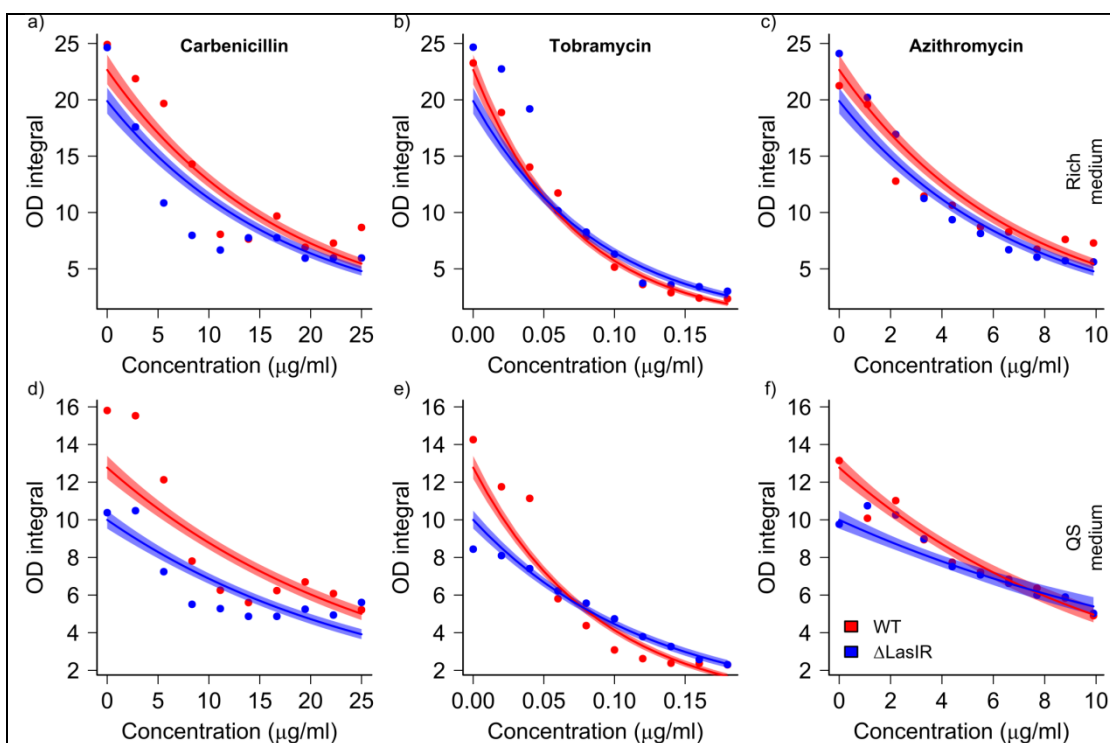 a)
Carbenicillin
25
20
15
10
5
OD integral
0 5 10 15 20 25
Concentration (μg/ml)
b)
Tobramycin
25
20
15
10
5
OD integral
0.00 0.05 0.10 0.15
Concentration (μg/ml)
c)
Azithromycin
25
20
15
10
5
OD integral
0 2 4 6 8 10
Concentration (μg/ml)
Rich
medium
d)
16
14
12
10
8
6
4
2
OD integral
0 5 10 15 20 25
Concentration (μg/ml)
e)
16
14
12
10
8
6
4
2
OD integral
0.00 0.05 0.10 0.15
Concentration (μg/ml)
f)
16
14
12
10
8
6
4
2
OD integral
0 2 4 6 8 10
Concentration (μg/ml)
QS
medium
WT
ΔLasIR